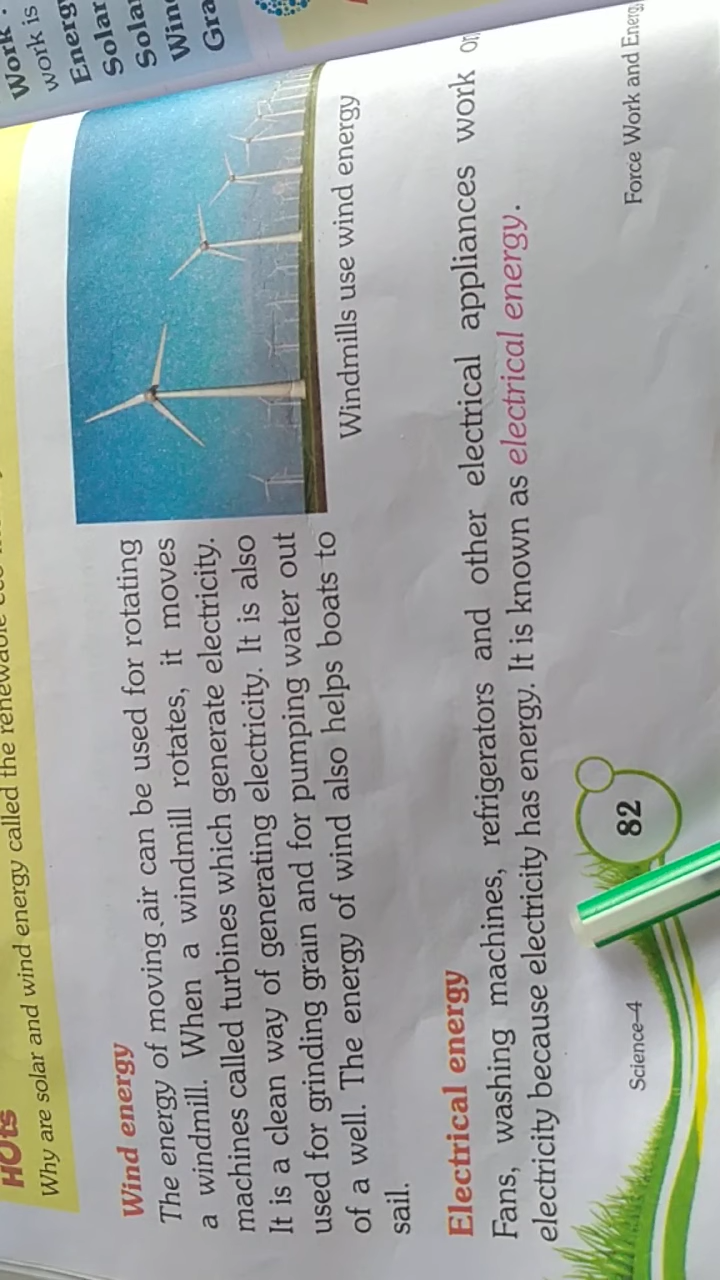 HOTs
Why are solar and wind energy called the renewable
Wind energy
The energy of moving air can be used for rotating
a windmill. When a windmill rotates, it moves
machines called turbines which generate electricity.
It is a clean way of generating electricity. It is also
used for grinding grain and for pumping water out
of a well. The energy of wind also helps boats to
sail.
Windmills use wind energy
Electrical energy
Fans, washing machines, refrigerators and other electrical appliances work on
electricity because electricity has energy. It is known as electrical energy.
Science–4
82
Force Work and Energ
Work
work is
Energ
Solar
Sola
Win
Gra